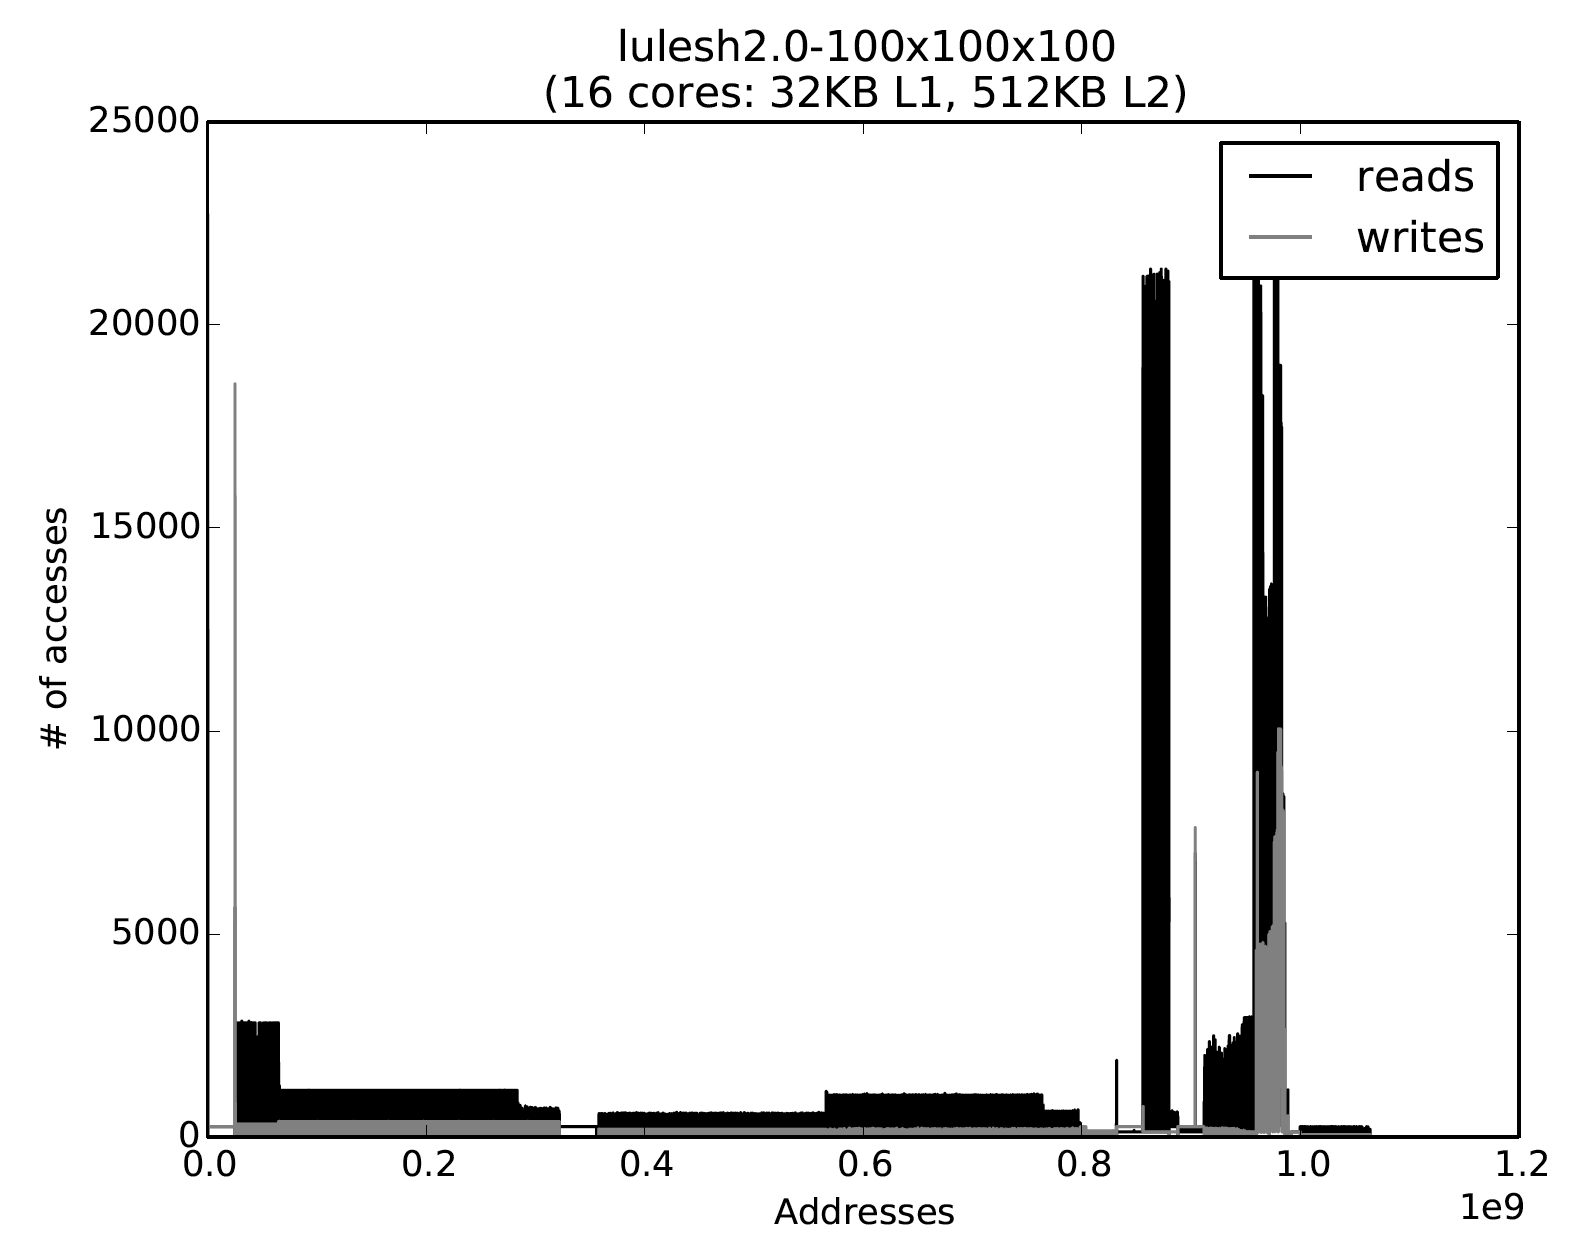 lulesh2.0-100x100x100
(16 cores: 32KB L1, 512KB L2)
25000
20000
15000
10000
5000
0
# of accesses
reads
writes
0.0 0.2 0.4 0.6 0.8 1.0 1.2
1e9
Addresses